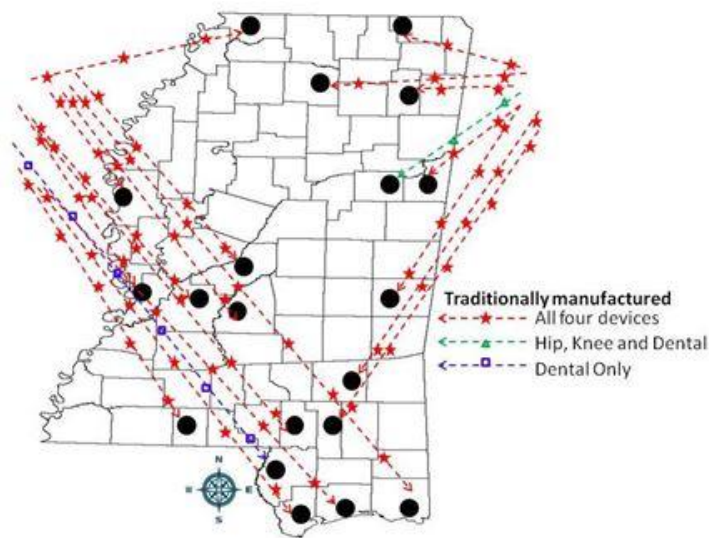 Traditionally manufactured
All four devices
Hip, Knee and Dental
Dental Only
N
E
S